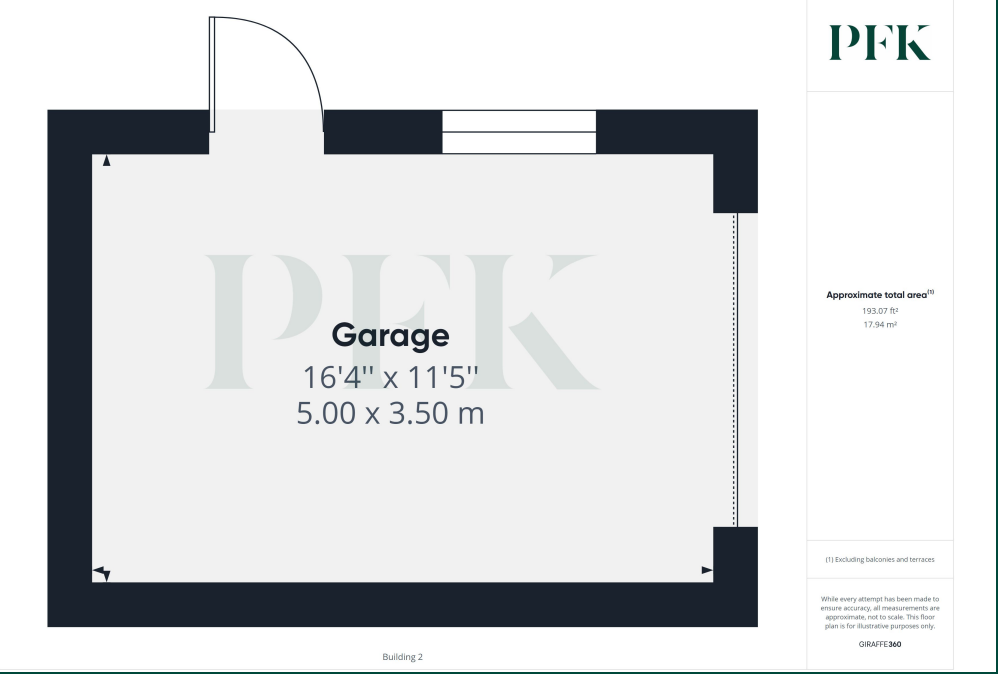 PFK
PFK
Garage
16'4'' x 11'5''
5.00 x 3.50 m
Building 2
Approximate total area(1)
193.07 ft²
17.94 m²
(1) Excluding balconies and terraces
While every attempt has been made to
ensure accuracy, all measurements are
approximate, not to scale. This floor
plan is for illustrative purposes only.
GIRAFFE360